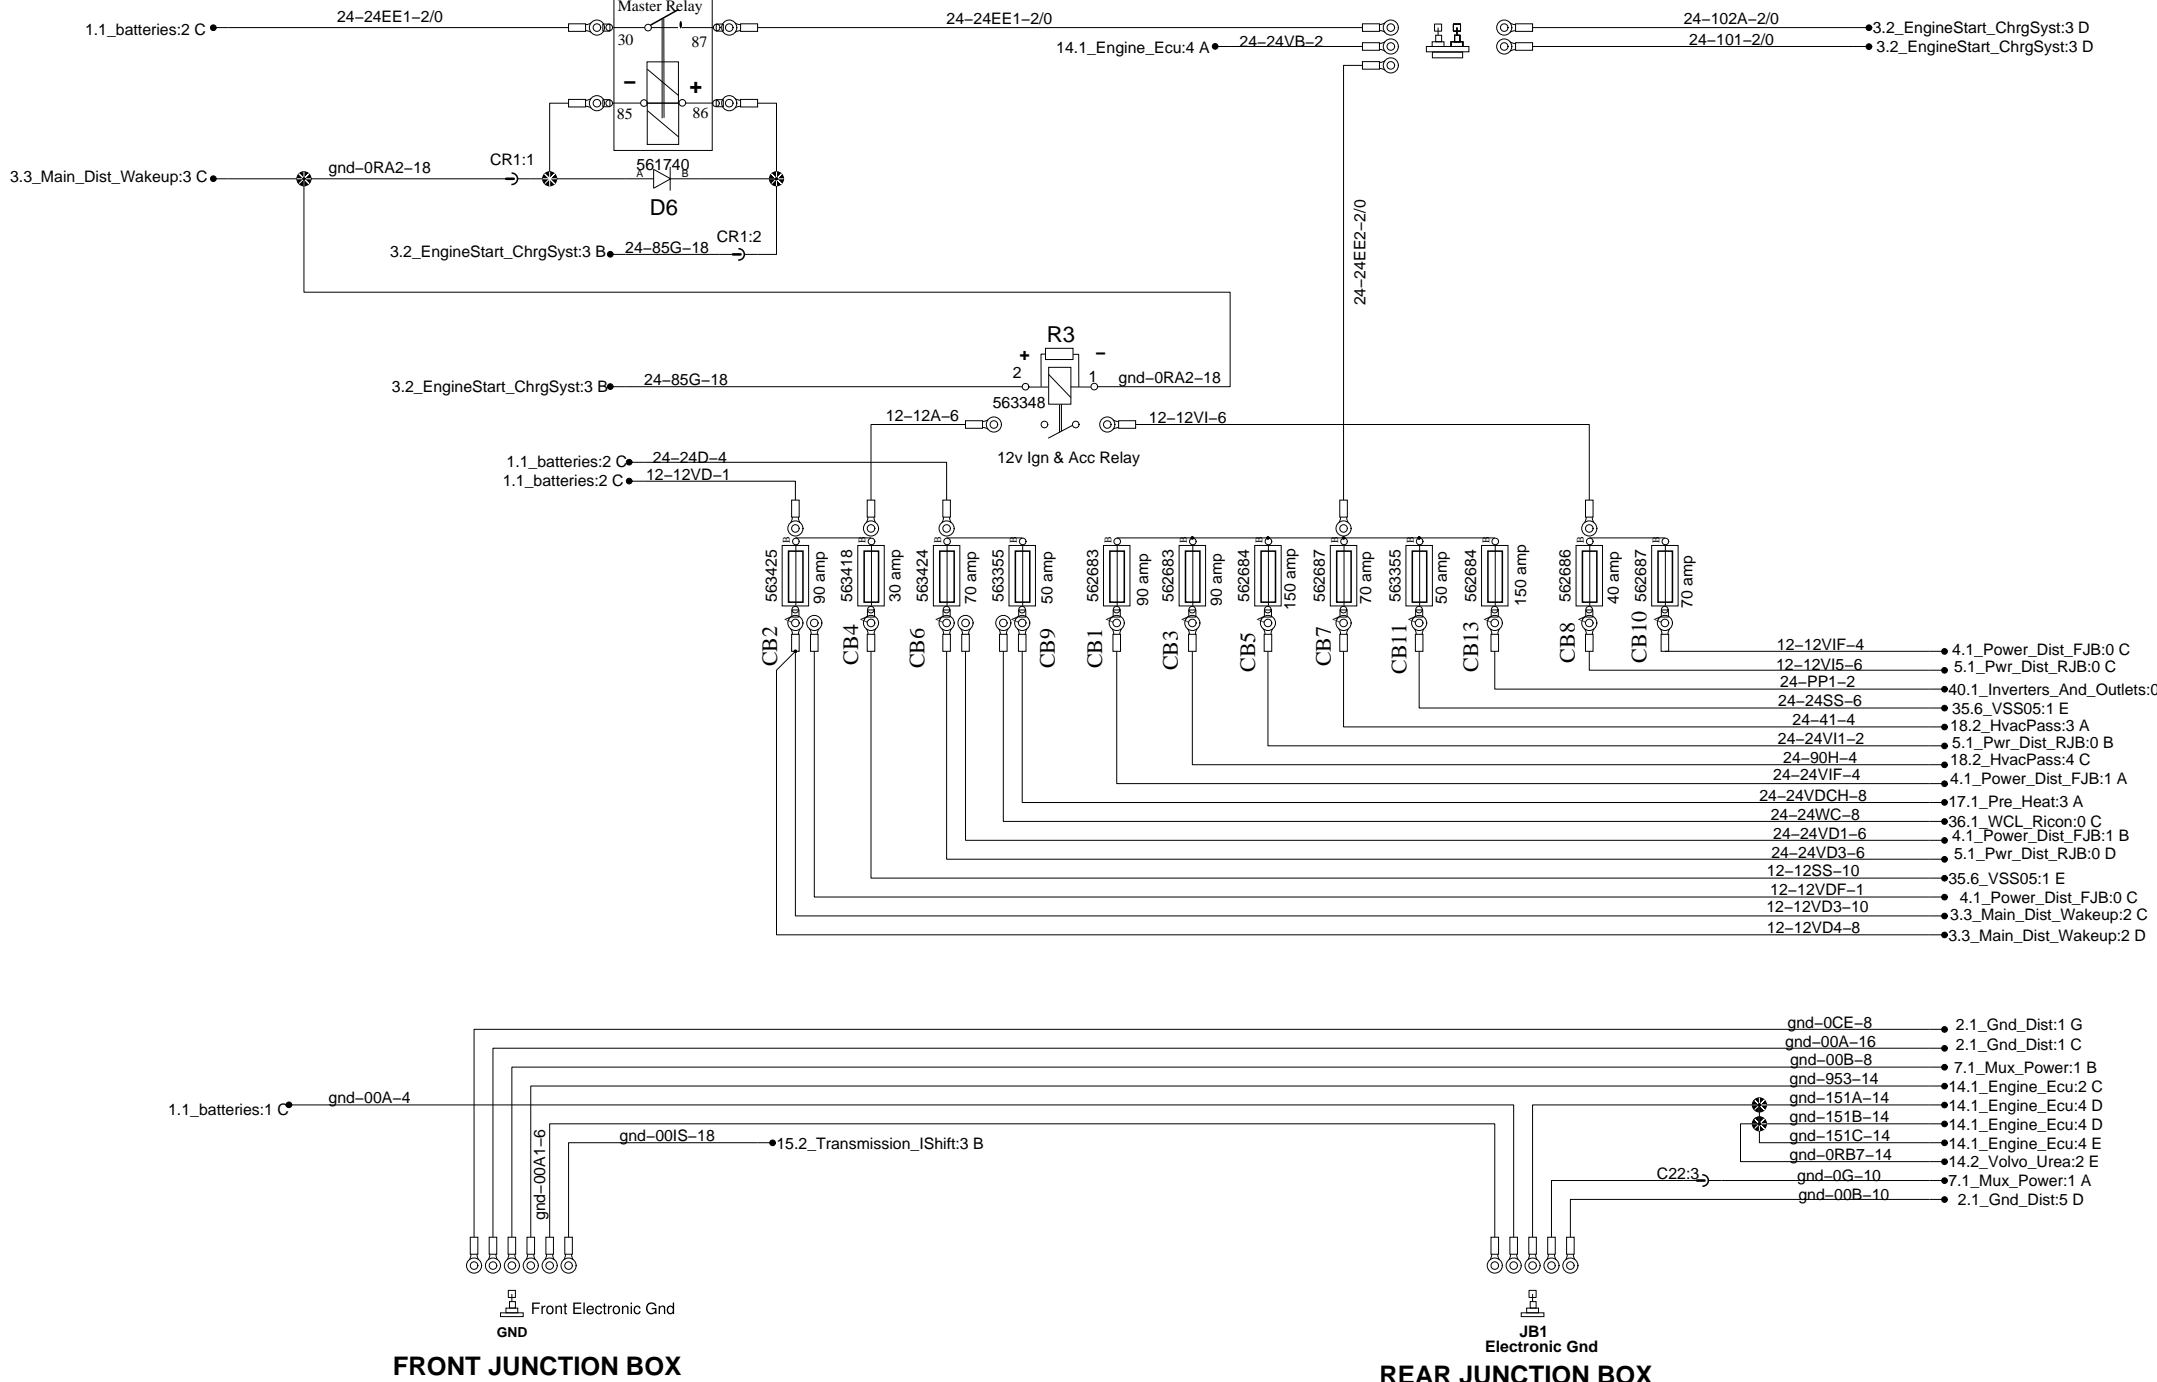 Master Relay
24-24EE1-2/0
24-24EE1-2/0
24-102A-2/0
1.1_batteries:2 C
30
87
3.2_EngineStart_ChrgSyst:3 D
14.1_Engine_Ecu:4 A
24-24VB-2
24-101-2/0
3.2_EngineStart_ChrgSyst:3 D
- +
85
86
3.3_Main_Dist_Wakeup:3 C
gnd-0RA2-18
CR1:1
561740
A
B
D6
3.2_EngineStart_ChrgSyst:3 B
24-85G-18
CR1:2
24-24EE2-2/0
R3
+ -
3.2_EngineStart_ChrgSyst:3 B
24-85G-18
2
1
gnd-0RA2-18
563348
12-12A-6
12-12VI-6
12v Ign & Acc Relay
1.1_batteries:2 C
24-24D-4
1.1_batteries:2 C
12-12VD-1
B
563425
90 amp
A
CB2
B
563418
30 amp
A
CB4
B
563424
70 amp
A
CB6
B
563355
50 amp
A
CB9
B
562683
90 amp
A
CB1
B
562683
90 amp
A
CB3
B
562684
150 amp
A
CB5
B
562687
70 amp
A
CB7
B
563355
50 amp
A
CB11
B
562684
150 amp
A
CB13
B
562686
40 amp
A
CB8
B
562687
70 amp
A
CB10
12-12VIF-4
4.1_Power_Dist_FJB:0 C
12-12VI5-6
5.1_Pwr_Dist_RJB:0 C
24-PP1-2
40.1_Inverters_And_Outlets:0
24-24SS-6
35.6_VSS05:1 E
24-41-4
18.2_HvacPass:3 A
24-24VI1-2
5.1_Pwr_Dist_RJB:0 B
24-90H-4
18.2_HvacPass:4 C
24-24VIF-4
4.1_Power_Dist_FJB:1 A
24-24VDCH-8
17.1_Pre_Heat:3 A
24-24WC-8
36.1_WCL_Ricon:0 C
24-24VD1-6
4.1_Power_Dist_FJB:1 B
24-24VD3-6
5.1_Pwr_Dist_RJB:0 D
12-12SS-10
35.6_VSS05:1 E
12-12VDF-1
4.1_Power_Dist_FJB:0 C
12-12VD3-10
3.3_Main_Dist_Wakeup:2 C
12-12VD4-8
3.3_Main_Dist_Wakeup:2 D
gnd-0CE-8
2.1_Gnd_Dist:1 G
gnd-00A-16
2.1_Gnd_Dist:1 C
gnd-00B-8
7.1_Mux_Power:1 B
gnd-953-14
14.1_Engine_Ecu:2 C
1.1_batteries:1 C
gnd-00A-4
gnd-151A-14
14.1_Engine_Ecu:4 D
gnd-151B-14
14.1_Engine_Ecu:4 D
gnd-00A1-6
gnd-00IS-18
15.2_Transmission_IShift:3 B
gnd-151C-14
14.1_Engine_Ecu:4 E
gnd-0RB7-14
14.2_Volvo_Urea:2 E
C22:3
gnd-0G-10
7.1_Mux_Power:1 A
gnd-00B-10
2.1_Gnd_Dist:5 D
Front Electronic Gnd
GND
JB1
Electronic Gnd
FRONT JUNCTION BOX
REAR JUNCTION BOX